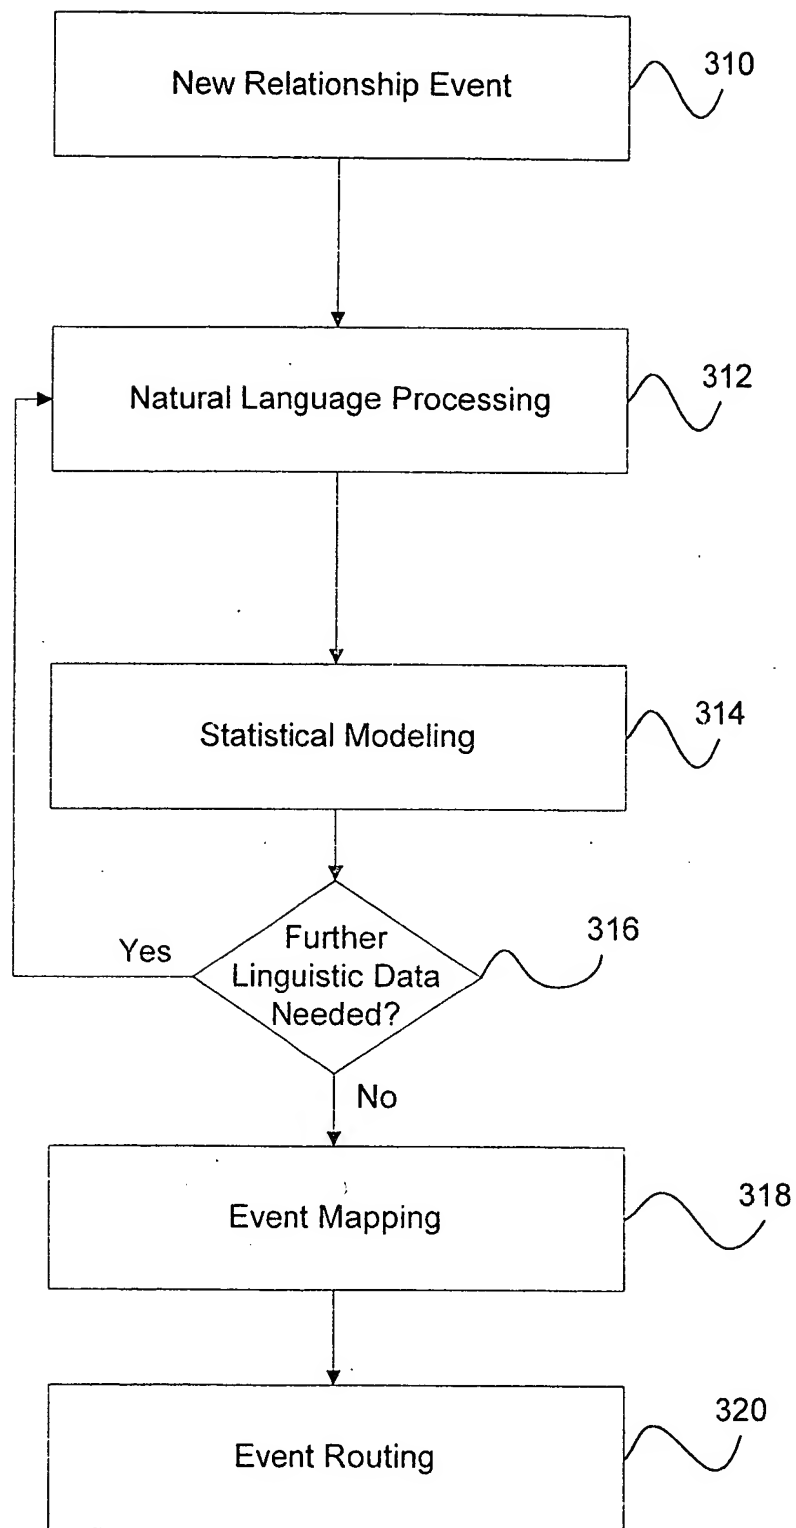 New Relationship Event
310
Natural Language Processing
312
Statistical Modeling
314
Further
Linguistic Data
Needed?
316
Yes
No
Event Mapping
318
Event Routing
320